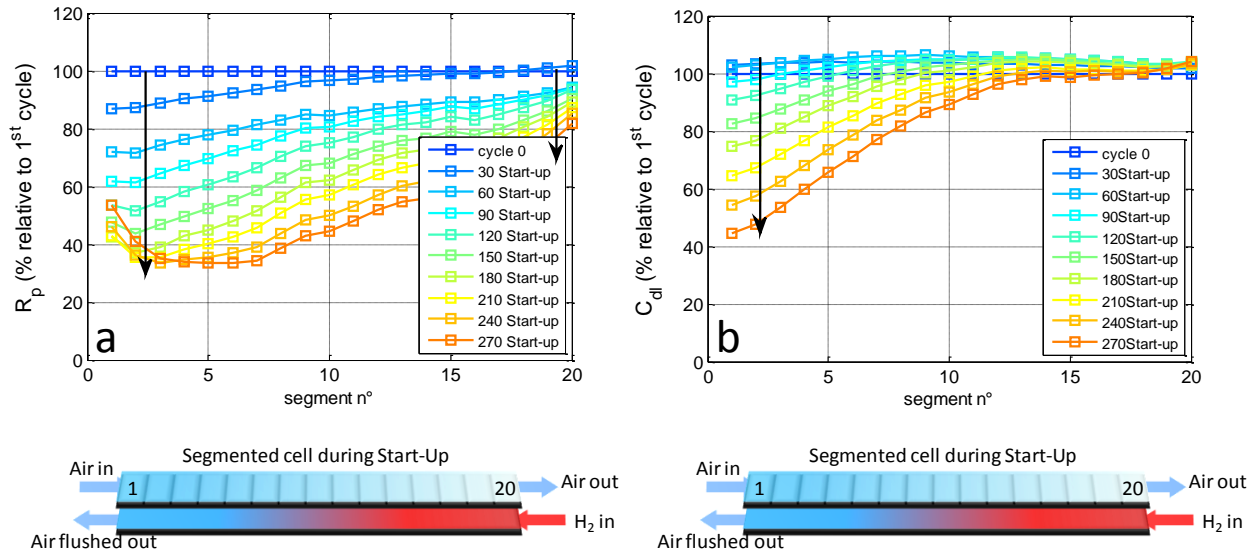 120
100
80
60
40
20
0
0 5 10 15 20
Rp (% relative to 1st cycle)
segment n°
a
cycle 0
30 Start-up
60 Start-up
90 Start-up
120 Start-up
150 Start-up
180 Start-up
210 Start-up
240 Start-up
270 Start-up
120
100
80
60
40
20
0
0 5 10 15 20
Cdl (% relative to 1st cycle)
segment n°
b
cycle 0
30Start-up
60Start-up
90Start-up
120Start-up
150Start-up
180Start-up
210Start-up
240Start-up
270Start-up
Segmented cell during Start-Up
Air in
1
20
Air out
H2 in
Air flushed out
Segmented cell during Start-Up
Air in
1
20
Air out
H2 in
Air flushed out